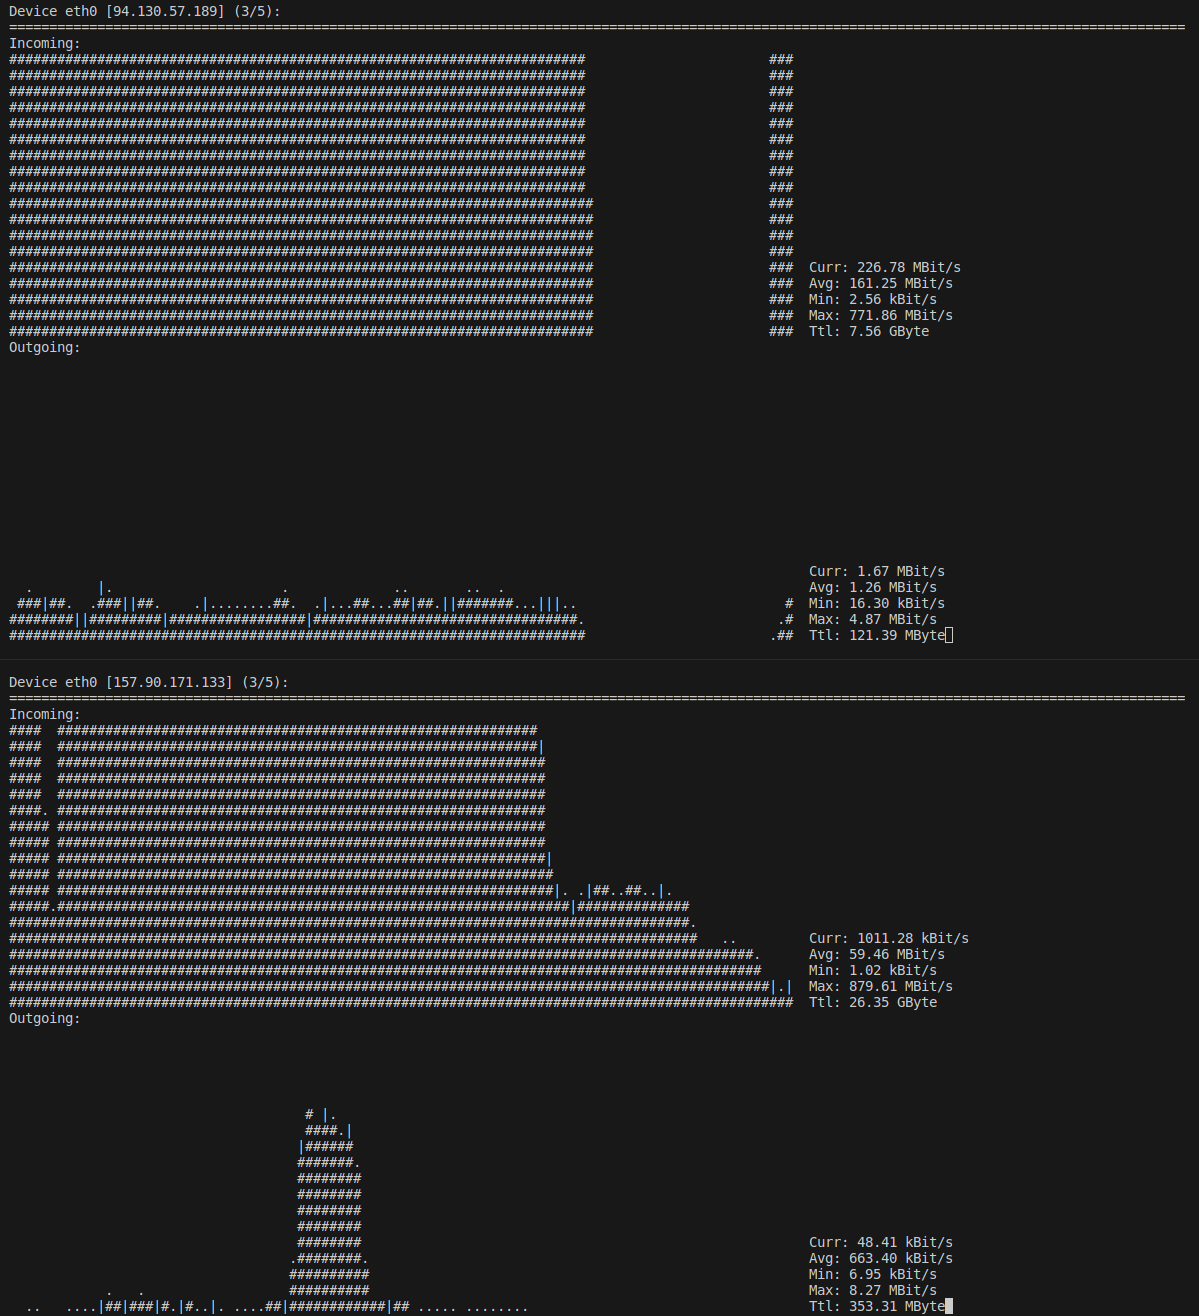 Device eth0 [94.130.57.189] (3/5):
Incoming:
Curr: 226.78 MBit/s
Avg: 161.25 MBit/s
Min: 2.56 kBit/s
Max: 771.86 MBit/s
Ttl: 7.56 GByte
Outgoing:
Curr: 1.67 MBit/s
Avg: 1.26 MBit/s
Min: 16.30 kBit/s
Max: 4.87 MBit/s
Ttl: 121.39 MByte
Device eth0 [157.90.171.133] (3/5):
Incoming:
Curr: 1011.28 kBit/s
Avg: 59.46 MBit/s
Min: 1.02 kBit/s
Max: 879.61 MBit/s
Ttl: 26.35 GByte
Outgoing:
Curr: 48.41 kBit/s
Avg: 663.40 kBit/s
Min: 6.95 kBit/s
Max: 8.27 MBit/s
Ttl: 353.31 MByte